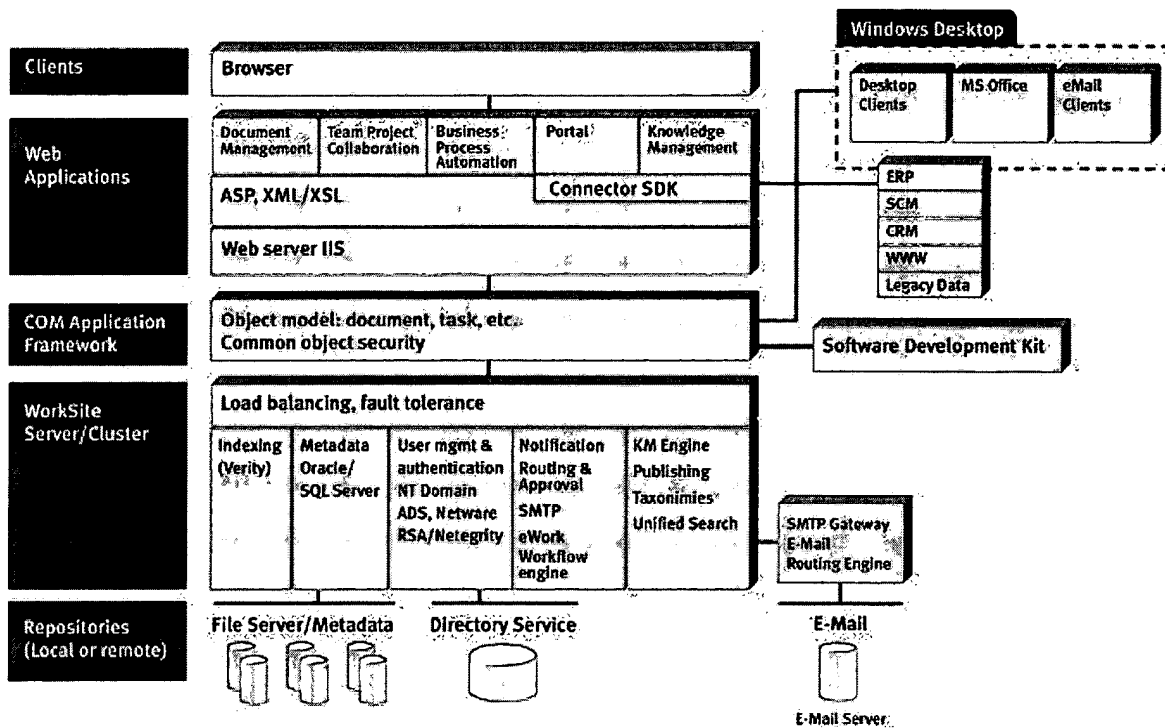 Windows Desktop
Desktop
Clients
MS Office
eMail
Clients
Clients
Browser
Web
Applications
Document
Management
Team Project
Collaboration
Business
Process
Automation
Portal
Knowledge
Management
ASP, XML/XSL
Connector SDK
Web server IIS
ERP
SCM
CRM
WWW
Legacy Data
COM Application
Framework
Object model: document, task, etc.
Common object security
Software Development Kit
WorkSite
Server/Cluster
Load balancing, fault tolerance
Indexing
(Verity)
Metadata
Oracle/
SQL Server
User mgmt &
authentication
NT Domain
ADS, Netware
RSA/Netegrity
Notification
Routing &
Approval
SMTP
eWork
Workflow
engine
KM Engine
Publishing
Taxonimies
Unified Search
SMTP Gateway
E-Mail
Routing Engine
Repositories
(Local or remote)
File Server/Metadata
Directory Service
E-Mail
E-Mail Server